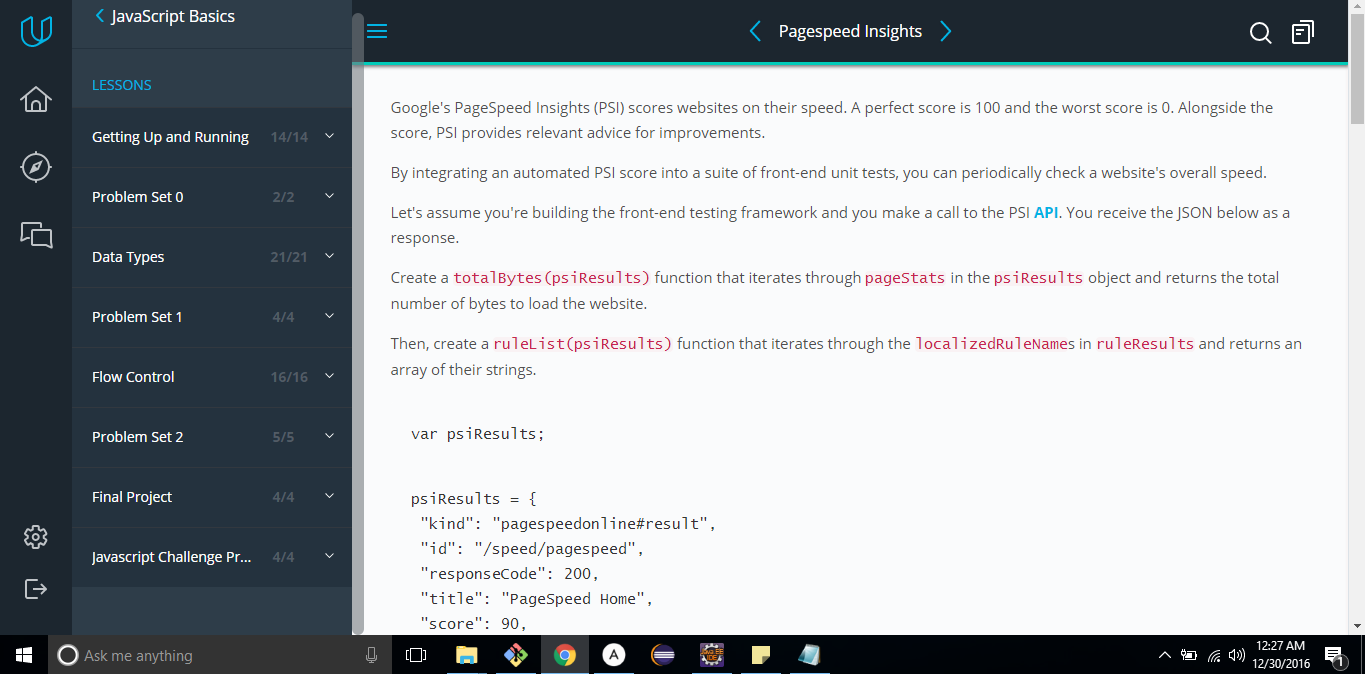 JavaScript Basics
LESSONS
Getting Up and Running 14/14
Problem Set 0 2/2
Data Types 21/21
Problem Set 1 4/4
Flow Control 16/16
Problem Set 2 5/5
Final Project 4/4
Javascript Challenge Pr... 4/4
Pagespeed Insights
Google's PageSpeed Insights (PSI) scores websites on their speed. A perfect score is 100 and the worst score is 0. Alongside the
score, PSI provides relevant advice for improvements.
By integrating an automated PSI score into a suite of front-end unit tests, you can periodically check a website's overall speed.
Let's assume you're building the front-end testing framework and you make a call to the PSI API. You receive the JSON below as a
response.
Create a totalBytes(psiResults) function that iterates through pageStats in the psiResults object and returns the total
number of bytes to load the website.
Then, create a ruleList(psiResults) function that iterates through the localizedRuleNames in ruleResults and returns an
array of their strings.
var psiResults;
psiResults = {
"kind": "pagespeedonline#result",
"id": "/speed/pagespeed",
"responseCode": 200,
"title": "PageSpeed Home",
"score": 90,
Ask me anything
A
12:27 AM
12/30/2016
1